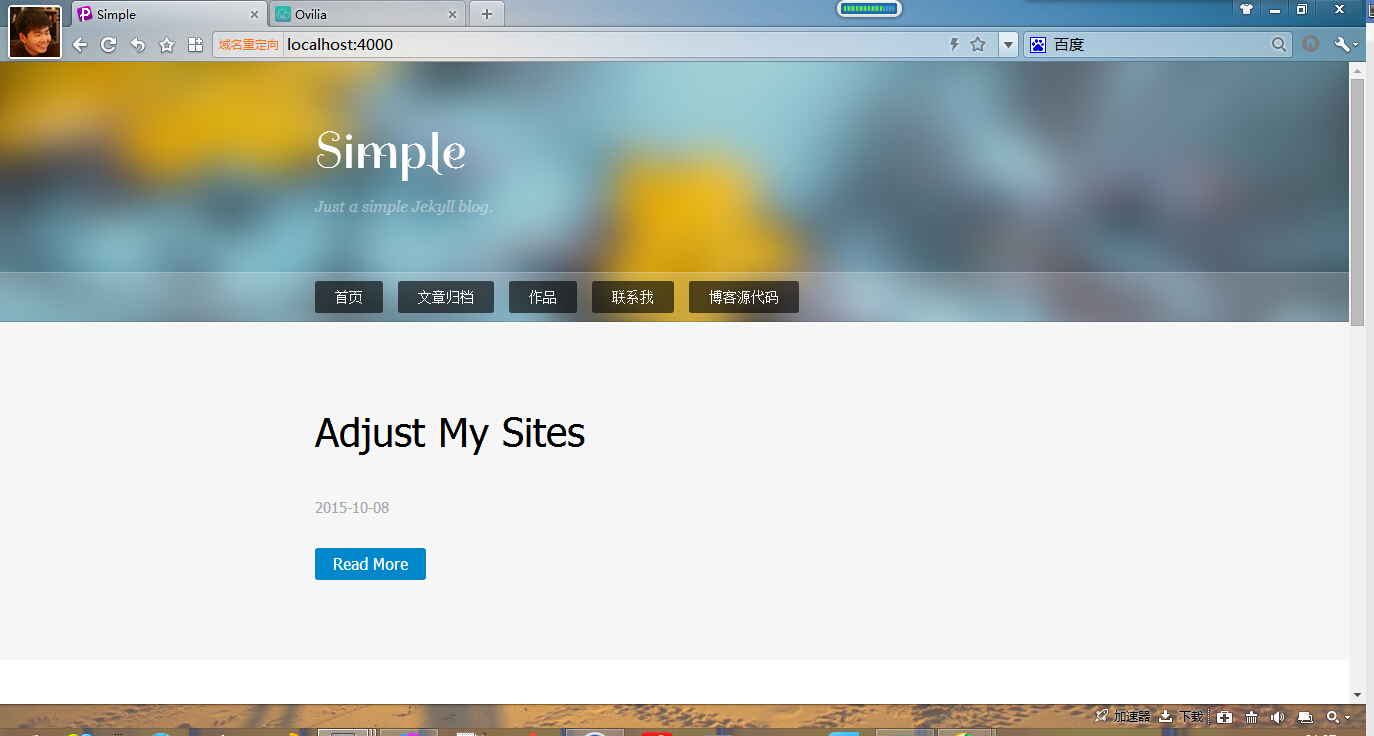 Simple
Ovilia
域名重定向 localhost:4000
百度
Simple
Just a simple Jekyll blog.
首页 文章归档 作品 联系我 博客源代码
Adjust My Sites
2015-10-08
Read More
加速器 下载